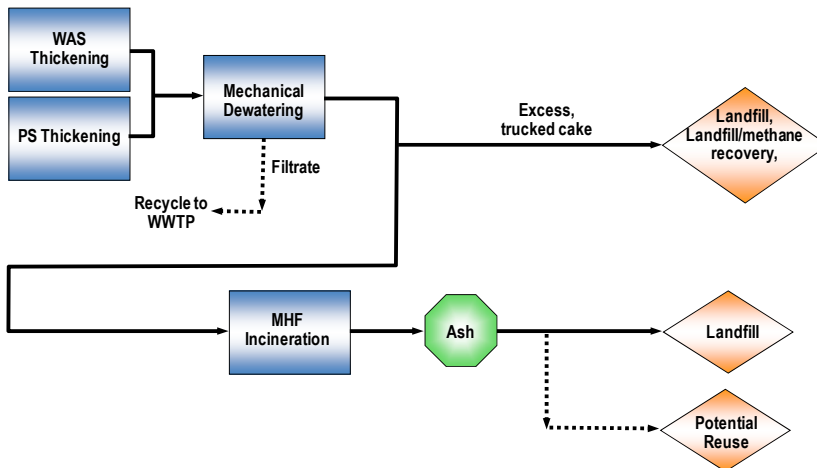 WAS
Thickening
PS Thickening
Mechanical
Dewatering
Filtrate
Recycle to
WWTP
Excess,
trucked cake
Landfill,
Landfill/methane
recovery,
MHF
Incineration
Ash
Landfill
Potential
Reuse